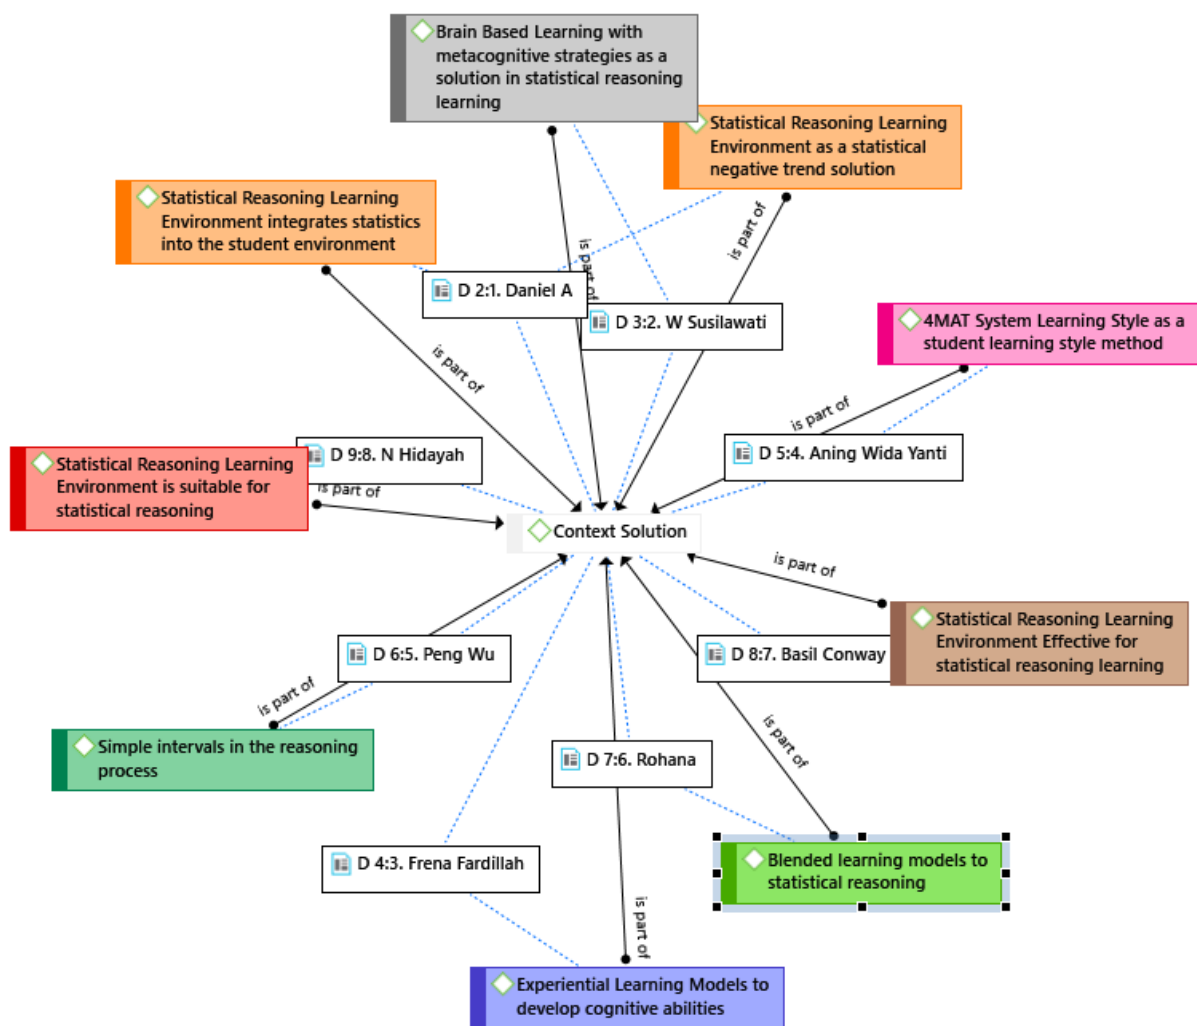 Brain Based Learning with
metacognitive strategies as a
solution in statistical reasoning
learning
Statistical Reasoning Learning
Environment as a statistical
negative trend solution
Statistical Reasoning Learning
Environment integrates statistics
into the student environment
is part of
is part of
D 2:1. Daniel A
D 3:2. W Susilawati
4MAT System Learning Style as a
student learning style method
is part of
is part of
D 9:8. N Hidayah
D 5:4. Aning Wida Yanti
Statistical Reasoning Learning
Environment is suitable for
statistical reasoning
is part of
Context Solution
is part of
Statistical Reasoning Learning
Environment Effective for
statistical reasoning learning
D 6:5. Peng Wu
D 8:7. Basil Conway
is part of
Simple intervals in the reasoning
process
is part of
D 7:6. Rohana
D 4:3. Frena Fardillah
Blended learning models to
statistical reasoning
is part of
Experiential Learning Models to
develop cognitive abilities